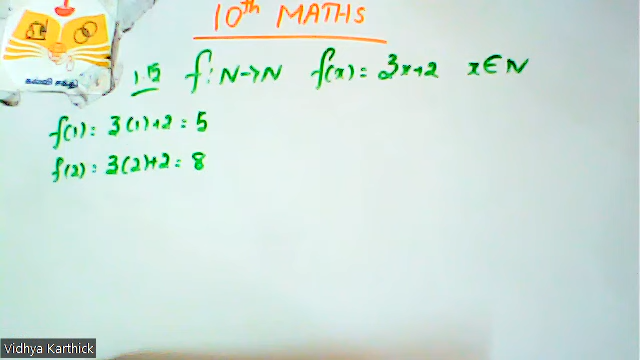 10th MATHS
1.15 f: N→N f(x) = 3x+2 x∈N
f(1) = 3(1)+2 = 5
f(2) = 3(2)+2 = 8
Vidhya Karthick